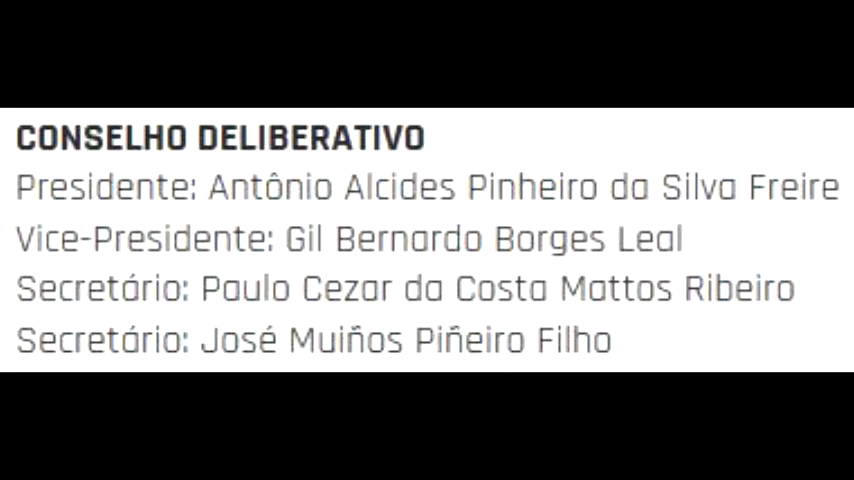 CONSELHO DELIBERATIVO
Presidente: Antônio Alcides Pinheiro da Silva Freire
Vice-Presidente: Gil Bernardo Borges Leal
Secretário: Paulo Cezar da Costa Mattos Ribeiro
Secretário: José Muiños Piñeiro Filho